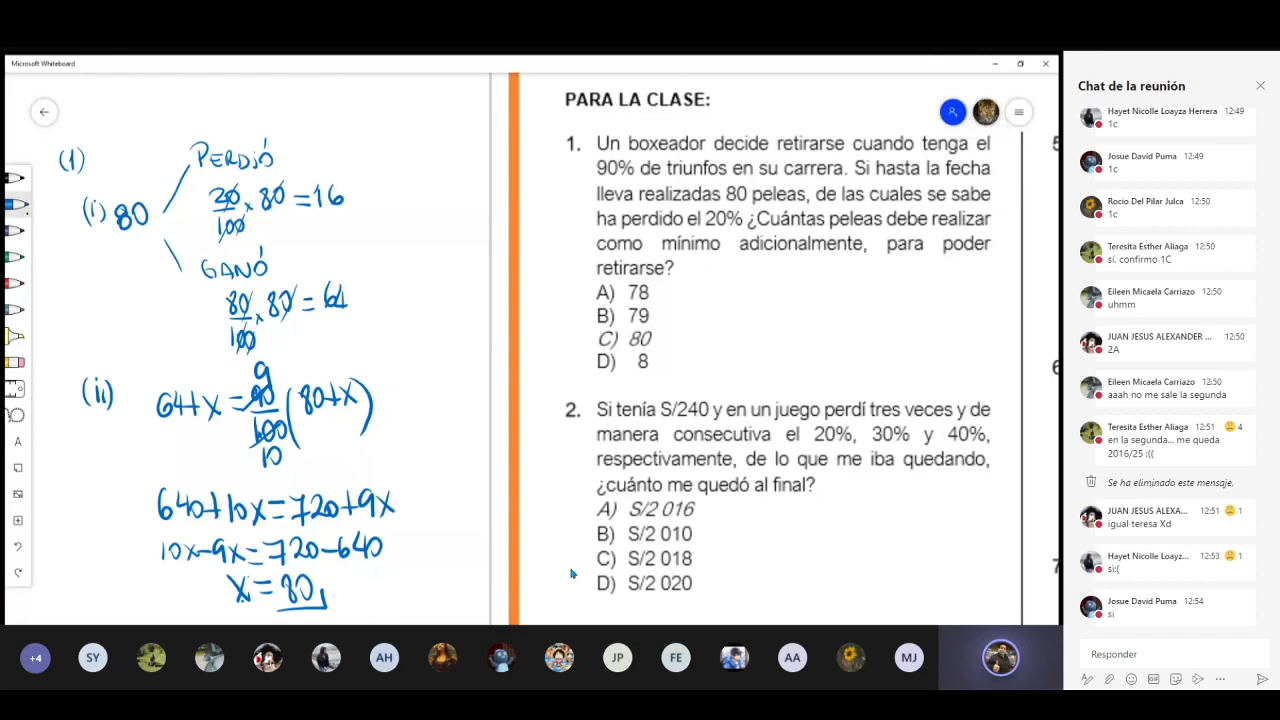 Microsoft Whiteboard
(1)
PERDIÓ
20/100 x 80 = 16
(i) 80
GANÓ
80/100 x 80 = 64
(ii) 64+x = 90/100 (80+x)
9
10
640+10x=720+9x
10x-9x=720-640
x = 80
PARA LA CLASE:
1. Un boxeador decide retirarse cuando tenga el
90% de triunfos en su carrera. Si hasta la fecha
lleva realizadas 80 peleas, de las cuales se sabe
ha perdido el 20% ¿Cuántas peleas debe realizar
como mínimo adicionalmente, para poder
retirarse?
A) 78
B) 79
C) 80
D) 8
2. Si tenía S/240 y en un juego perdí tres veces y de
manera consecutiva el 20%, 30% y 40%,
respectivamente, de lo que me iba quedando,
¿cuánto me quedó al final?
A) S/2 016
B) S/2 010
C) S/2 018
D) S/2 020
5
6
7
Chat de la reunión
Hayet Nicolle Loayza Herrera 12:49
1c
Josue David Puma 12:49
1c
Rocio Del Pilar Julca 12:50
1c
Teresita Esther Aliaga 12:50
sí. confirmo 1C
Eileen Micaela Carriazo 12:50
uhmm
JUAN JESUS ALEXANDER ... 12:50
2A
Eileen Micaela Carriazo 12:50
aaah no me sale la segunda
Teresita Esther Aliaga 12:51 4
en la segunda... me queda
2016/25 :((
Se ha eliminado este mensaje.
JUAN JESUS ALEXA... 12:51 1
igual teresa Xd
Hayet Nicolle Loayz... 12:53 1
si:(
Josue David Puma 12:54
si
Responder
+4
SY
AH
JP
FE
AA
MJ